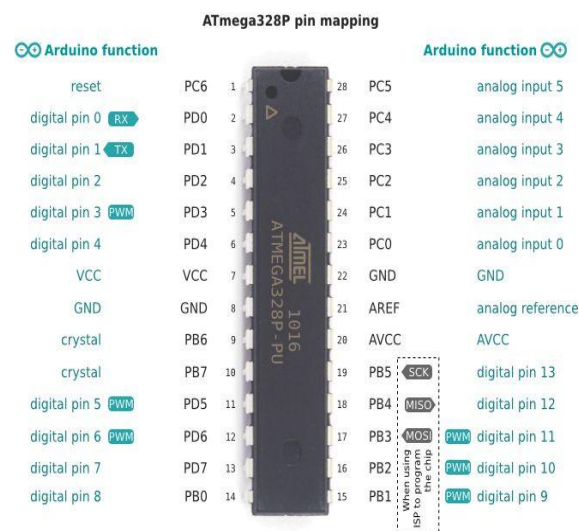 ATmega328P pin mapping
Arduino function Arduino function
reset PC6 1 28 PC5 analog input 5
digital pin 0 RX PD0 2 27 PC4 analog input 4
digital pin 1 TX PD1 3 26 PC3 analog input 3
digital pin 2 PD2 4 25 PC2 analog input 2
digital pin 3 PWM PD3 5 24 PC1 analog input 1
digital pin 4 PD4 6 23 PC0 analog input 0
VCC VCC 7 22 GND GND
GND GND 8 21 AREF analog reference
crystal PB6 9 20 AVCC AVCC
crystal PB7 10 19 PB5 SCK digital pin 13
digital pin 5 PWM PD5 11 18 PB4 MISO digital pin 12
digital pin 6 PWM PD6 12 17 PB3 MOSI PWM digital pin 11
digital pin 7 PD7 13 16 PB2 PWM digital pin 10
digital pin 8 PB0 14 15 PB1 PWM digital pin 9
When using
ISP to program
the chip
ATMEL
ATMEGA328P-PU
1016